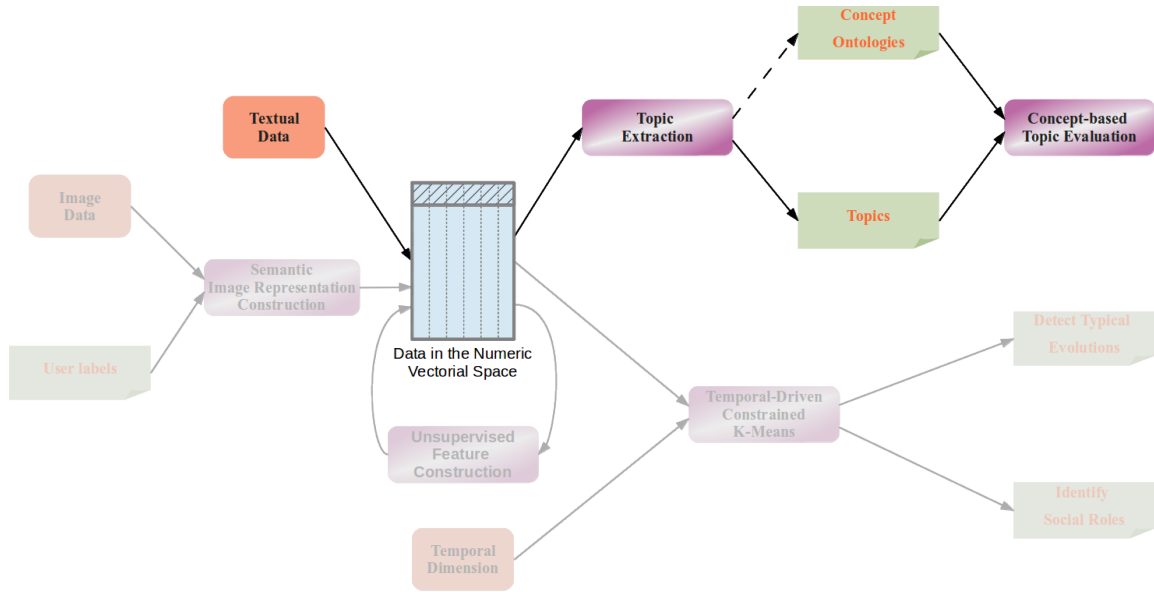 Concept
Ontologies
Textual
Data
Topic
Extraction
Concept-based
Topic Evaluation
Image
Data
Topics
Semantic
Image Representation
Construction
User labels
Data in the Numeric
Vectorial Space
Detect Typical
Evolutions
Temporal-Driven
Constrained
K-Means
Unsupervised
Feature
Construction
Identify
Social Roles
Temporal
Dimension